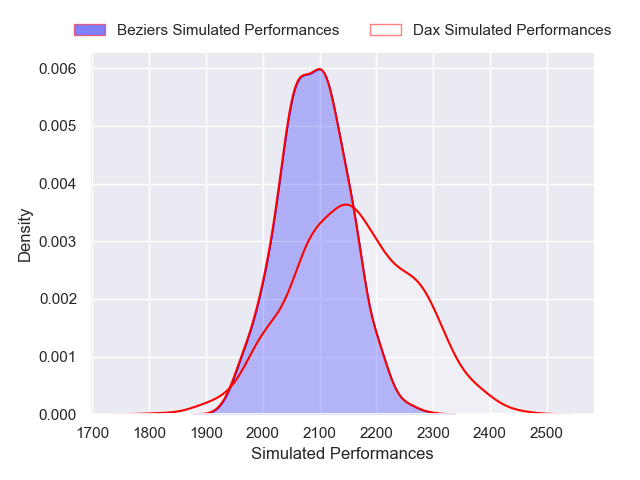 Beziers Simulated Performances Dax Simulated Performances
0.006
0.005
0.004
0.003
0.002
0.001
0.000
Density
1700 1800 1900 2000 2100 2200 2300 2400 2500
Simulated Performances